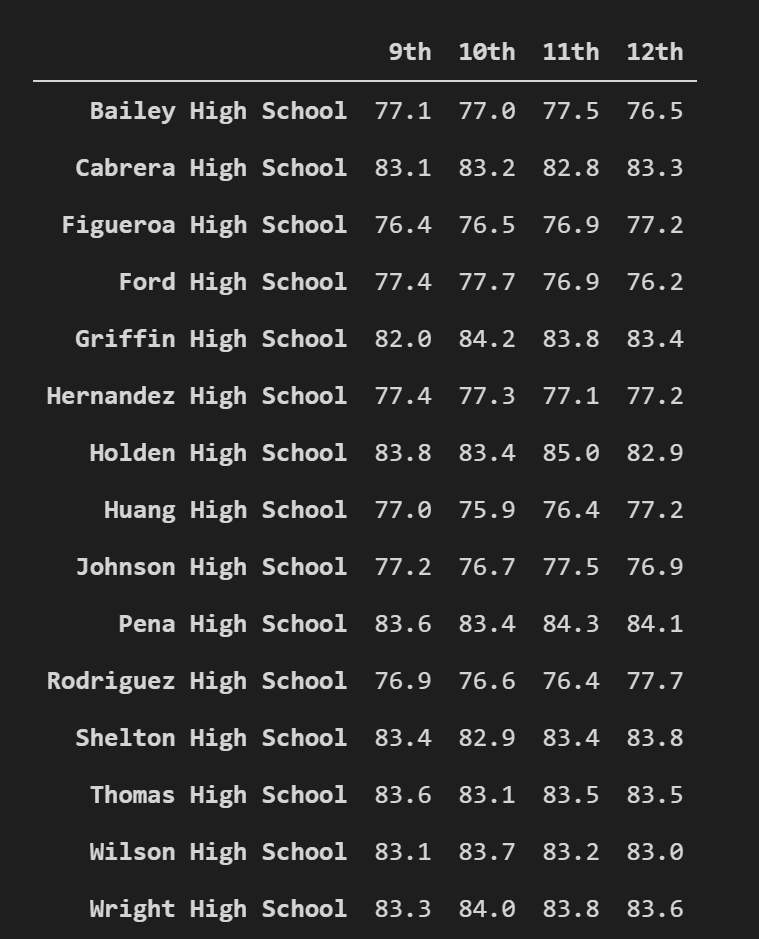 9th 10th 11th 12th
Bailey High School 77.1 77.0 77.5 76.5
Cabrera High School 83.1 83.2 82.8 83.3
Figueroa High School 76.4 76.5 76.9 77.2
Ford High School 77.4 77.7 76.9 76.2
Griffin High School 82.0 84.2 83.8 83.4
Hernandez High School 77.4 77.3 77.1 77.2
Holden High School 83.8 83.4 85.0 82.9
Huang High School 77.0 75.9 76.4 77.2
Johnson High School 77.2 76.7 77.5 76.9
Pena High School 83.6 83.4 84.3 84.1
Rodriguez High School 76.9 76.6 76.4 77.7
Shelton High School 83.4 82.9 83.4 83.8
Thomas High School 83.6 83.1 83.5 83.5
Wilson High School 83.1 83.7 83.2 83.0
Wright High School 83.3 84.0 83.8 83.6